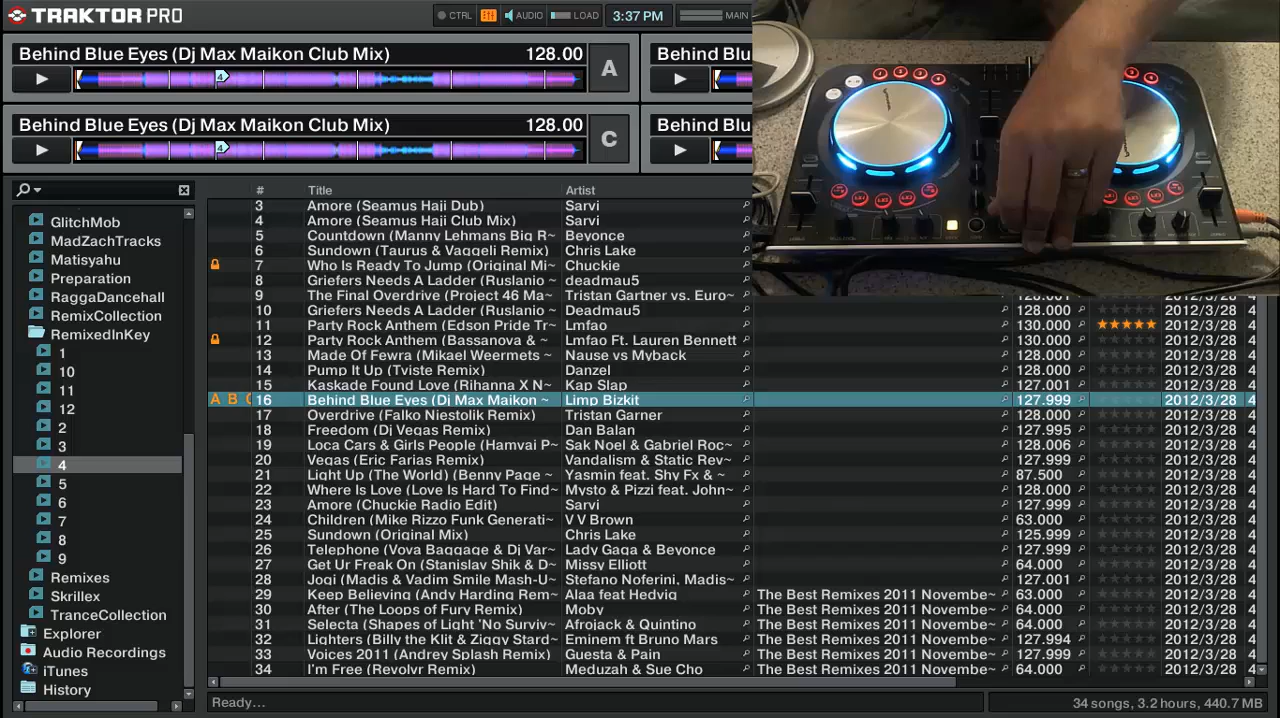 TRAKTOR PRO CTRL AUDIO LOAD 3:37 PM MAIN
Behind Blue Eyes (Dj Max Maikon Club Mix) 128.00 A Behind Blue Ey
4
Behind Blue Eyes (Dj Max Maikon Club Mix) 128.00 C Behind Blue Ey
4
# Title Artist
GlitchMob
MadZachTracks
Matisyahu
Preparation
RaggaDancehall
RemixCollection
RemixedInKey
1
10
11
12
2
3
4
5
6
7
8
9
Remixes
Skrillex
TranceCollection
Explorer
Audio Recordings
iTunes
History
3 Amore (Seamus Haji Dub) Sarvi
4 Amore (Seamus Haji Club Mix) Sarvi
5 Countdown (Manny Lehmans Big R~ Beyonce
6 Sundown (Taurus & Vaggeli Remix) Chris Lake
7 Who Is Ready To Jump (Original Mi~ Chuckie
8 Griefers Needs A Ladder (Ruslanio ~ deadmau5
9 The Final Overdrive (Project 46 Ma~ Tristan Gartner vs. Euro~ 128.001 2012/3/28 4
10 Griefers Needs A Ladder (Ruslanio ~ Deadmau5 128.000 2012/3/28 4
11 Party Rock Anthem (Edson Pride Tr~ Lmfao 130.000 2012/3/28 4
12 Party Rock Anthem (Bassanova & ~ Lmfao Ft. Lauren Bennett 130.000 2012/3/28 4
13 Made Of Fewra (Mikael Weermets ~ Nause vs Myback 128.000 2012/3/28 4
14 Pump It Up (Tviste Remix) Danzel 128.000 2012/3/28 4
15 Kaskade Found Love (Rihanna X N~ Kap Slap 127.001 2012/3/28 4
A B C 16 Behind Blue Eyes (Dj Max Maikon ~ Limp Bizkit 127.999 2012/3/28 4
17 Overdrive (Falko Niestolik Remix) Tristan Garner 128.000 2012/3/28 4
18 Freedom (Dj Vegas Remix) Dan Balan 127.995 2012/3/28 4
19 Loca Cars & Girls People (Hamvai P~ Sak Noel & Gabriel Roc~ 128.006 2012/3/28 4
20 Vegas (Eric Farias Remix) Vandalism & Static Rev~ 127.999 2012/3/28 4
21 Light Up (The World) (Benny Page ~ Yasmin feat. Shy Fx & ~ 87.500 2012/3/28 4
22 Where Is Love (Love Is Hard To Find~ Mysto & Pizzi feat. John~ 128.000 2012/3/28 4
23 Amore (Chuckie Radio Edit) Sarvi 127.999 2012/3/28 4
24 Children (Mike Rizzo Funk Generati~ V V Brown 63.000 2012/3/28 4
25 Sundown (Original Mix) Chris Lake 125.999 2012/3/28 4
26 Telephone (Vova Baggage & Dj Var~ Lady Gaga & Beyonce 127.999 2012/3/28 4
27 Get Ur Freak On (Stanislav Shik & D~ Missy Elliott 64.000 2012/3/28 4
28 Jogi (Madis & Vadim Smile Mash-U~ Stefano Noferini, Madis~ 127.001 2012/3/28 4
29 Keep Believing (Andy Harding Rem~ Alaa feat Hedvig The Best Remixes 2011 Novembe~ 63.000 2012/3/28 4
30 After (The Loops of Fury Remix) Moby The Best Remixes 2011 Novembe~ 64.000 2012/3/28 4
31 Selecta (Shapes of Light 'No Surviv~ Afrojack & Quintino The Best Remixes 2011 Novembe~ 64.000 2012/3/28 4
32 Lighters (Billy the Kit & Ziggy Stard~ Eminem ft Bruno Mars The Best Remixes 2011 Novembe~ 127.994 2012/3/28 4
33 Voices 2011 (Andrey Splash Remix) Guesta & Pain The Best Remixes 2011 Novembe~ 127.999 2012/3/28 4
34 I'm Free (Revolvr Remix) Meduzah & Sue Cho The Best Remixes 2011 Novembe~ 64.000 2012/3/28 4
Ready... 34 songs, 3.2 hours, 440.7 MB